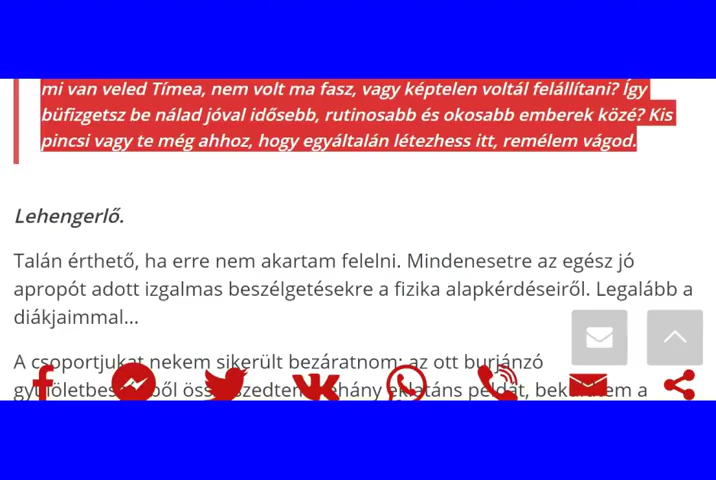 mi van veled Tímea, nem volt ma fasz, vagy képtelen voltál felállítani? Így
büfizgetsz be nálad jóval idősebb, rutinosabb és okosabb emberek közé? Kis
pincsi vagy te még ahhoz, hogy egyáltalán létezhess itt, remélem vágod.
Lehengerlő.
Talán érthető, ha erre nem akartam felelni. Mindenesetre az egész jó
apropót adott izgalmas beszélgetésekre a fizika alapkérdéseiről. Legalább a
diákjaimmal...
A csoportjukat nekem sikerült bezáratnom: az ott burjánzó
példát, a